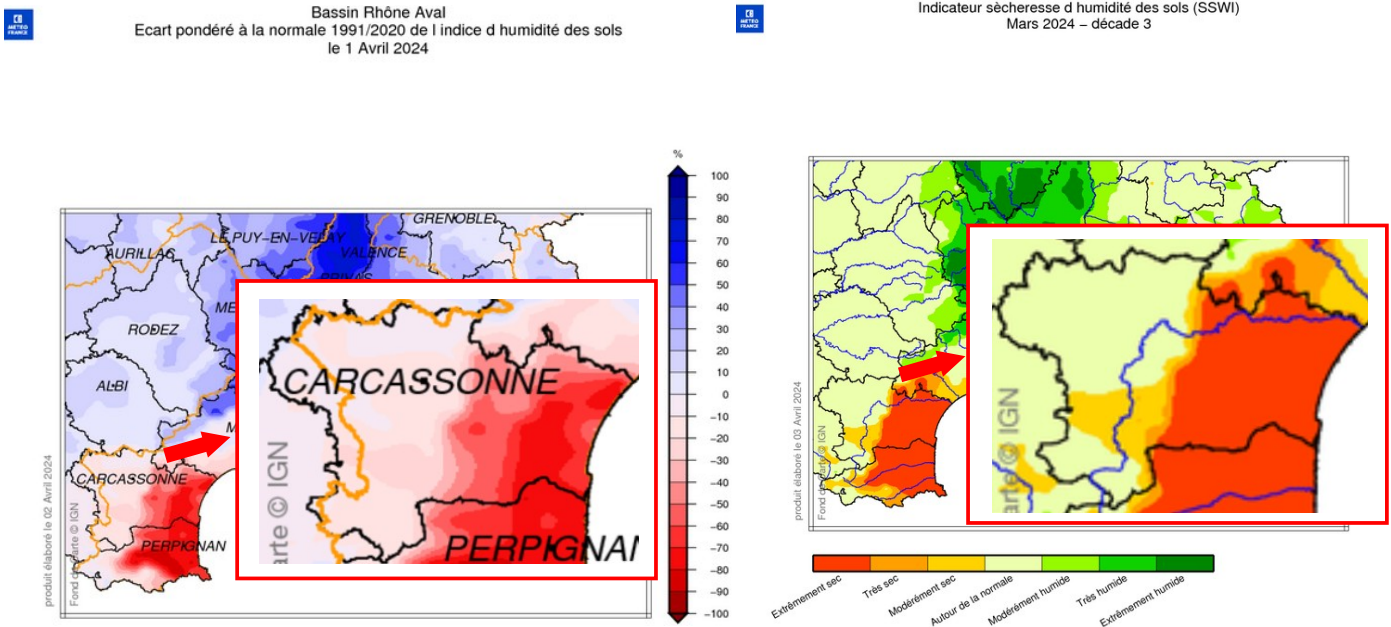 METEO
FRANCE
Bassin Rhône Aval
Ecart pondéré à la normale 1991/2020 de l indice d humidité des sols
le 1 Avril 2024
%
100
90
80
70
60
50
40
30
20
10
0
−10
−20
−30
−40
−50
−60
−70
−80
−90
−100
GRENOBLE
LE PUY−EN−VELAY
AURILLAC
VALENCE
PRIVAS
ME
RODEZ
ALBI
M
CARCASSONNE
PERPIGNAN
produit élaboré le 02 Avril 2024
Fond de carte © IGN
CARCASSONNE
arte © IGN
PERPIGNAN
METEO
FRANCE
Indicateur sècheresse d humidité des sols (SSWI)
Mars 2024 − décade 3
produit élaboré le 03 Avril 2024
Fond de carte © IGN
arte © IGN
Extrêmement sec
Très sec
Modérément sec
Autour de la normale
Modérément humide
Très humide
Extrêmement humide